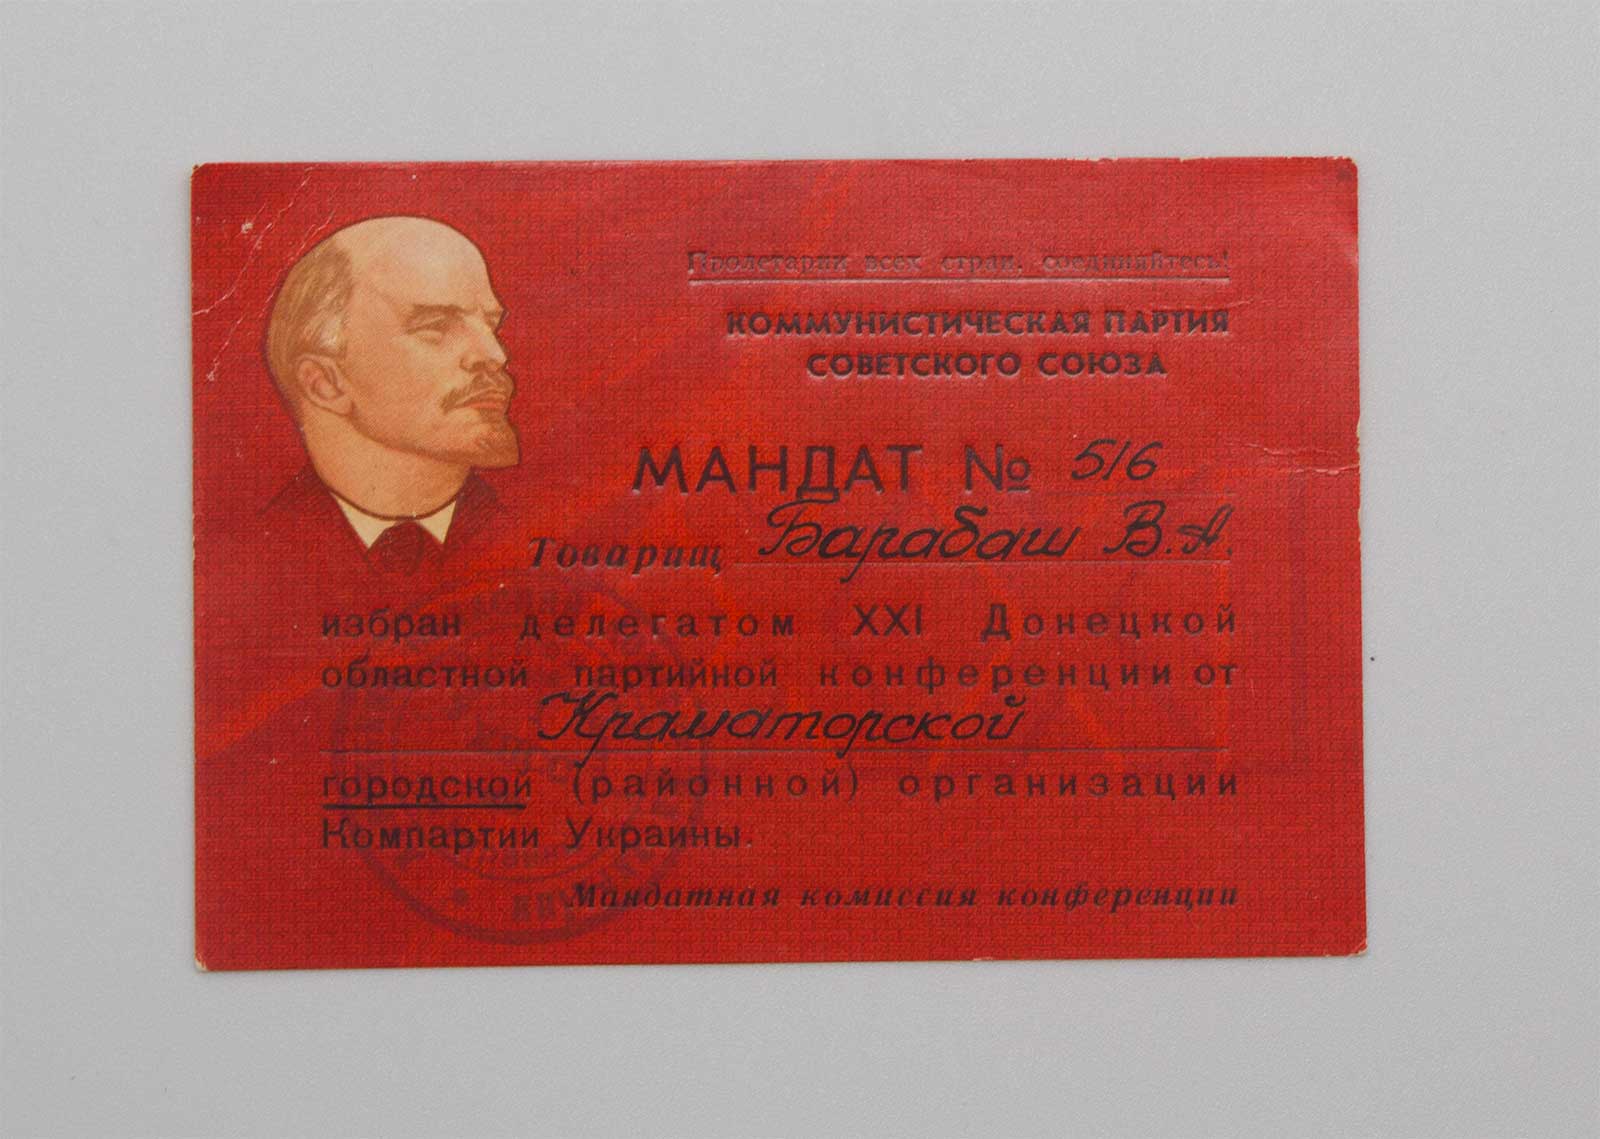 Пролетарии всех стран, соединяйтесь!
КОММУНИСТИЧЕСКАЯ ПАРТИЯ
СОВЕТСКОГО СОЮЗА
МАНДАТ № 516
Товарищ Барабаш В.А.
избран делегатом XXI Донецкой
областной партийной конференции от
Краматорской
городской (районной) организации
Компартии Украины.
Мандатная комиссия конференции